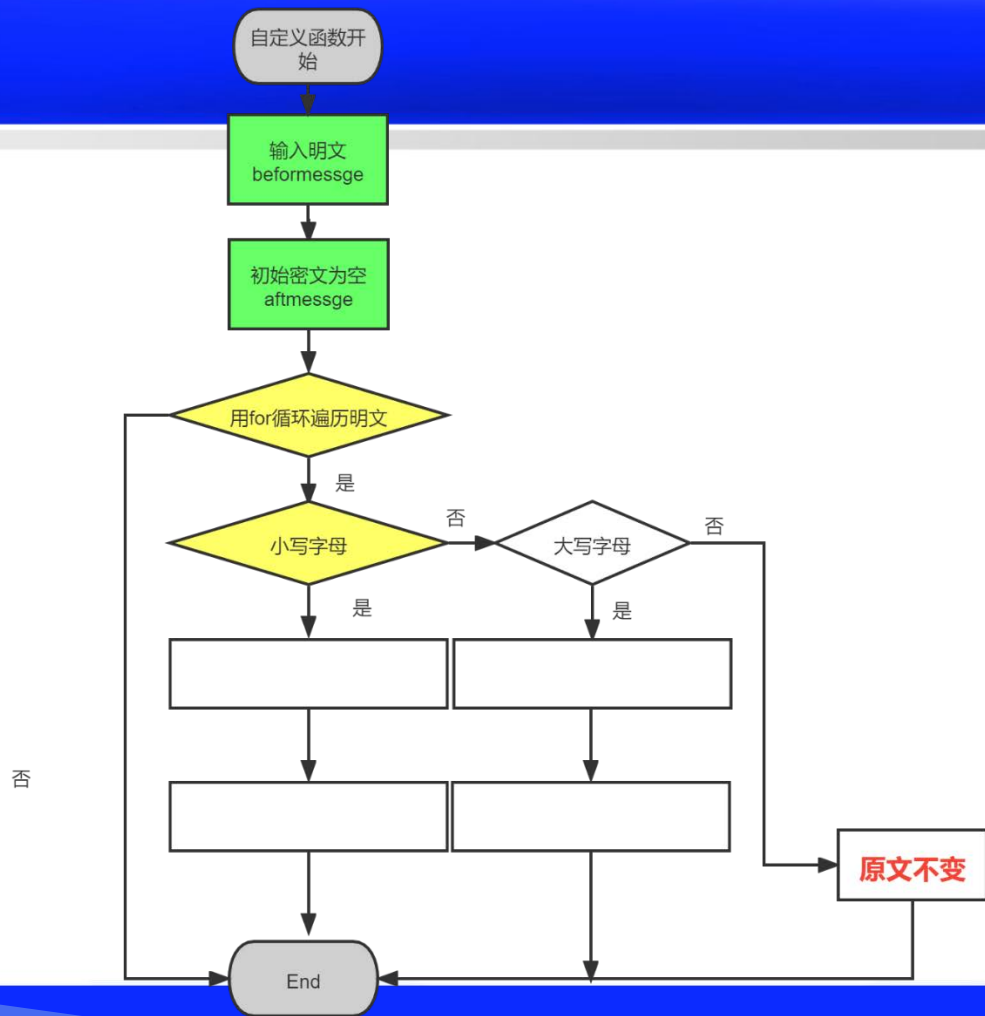 自定义函数开
始
输入明文
beformessge
初始密文为空
aftmessge
用for循环遍历明文
是
小写字母
否
大写字母
否
是
是
否
原文不变
End